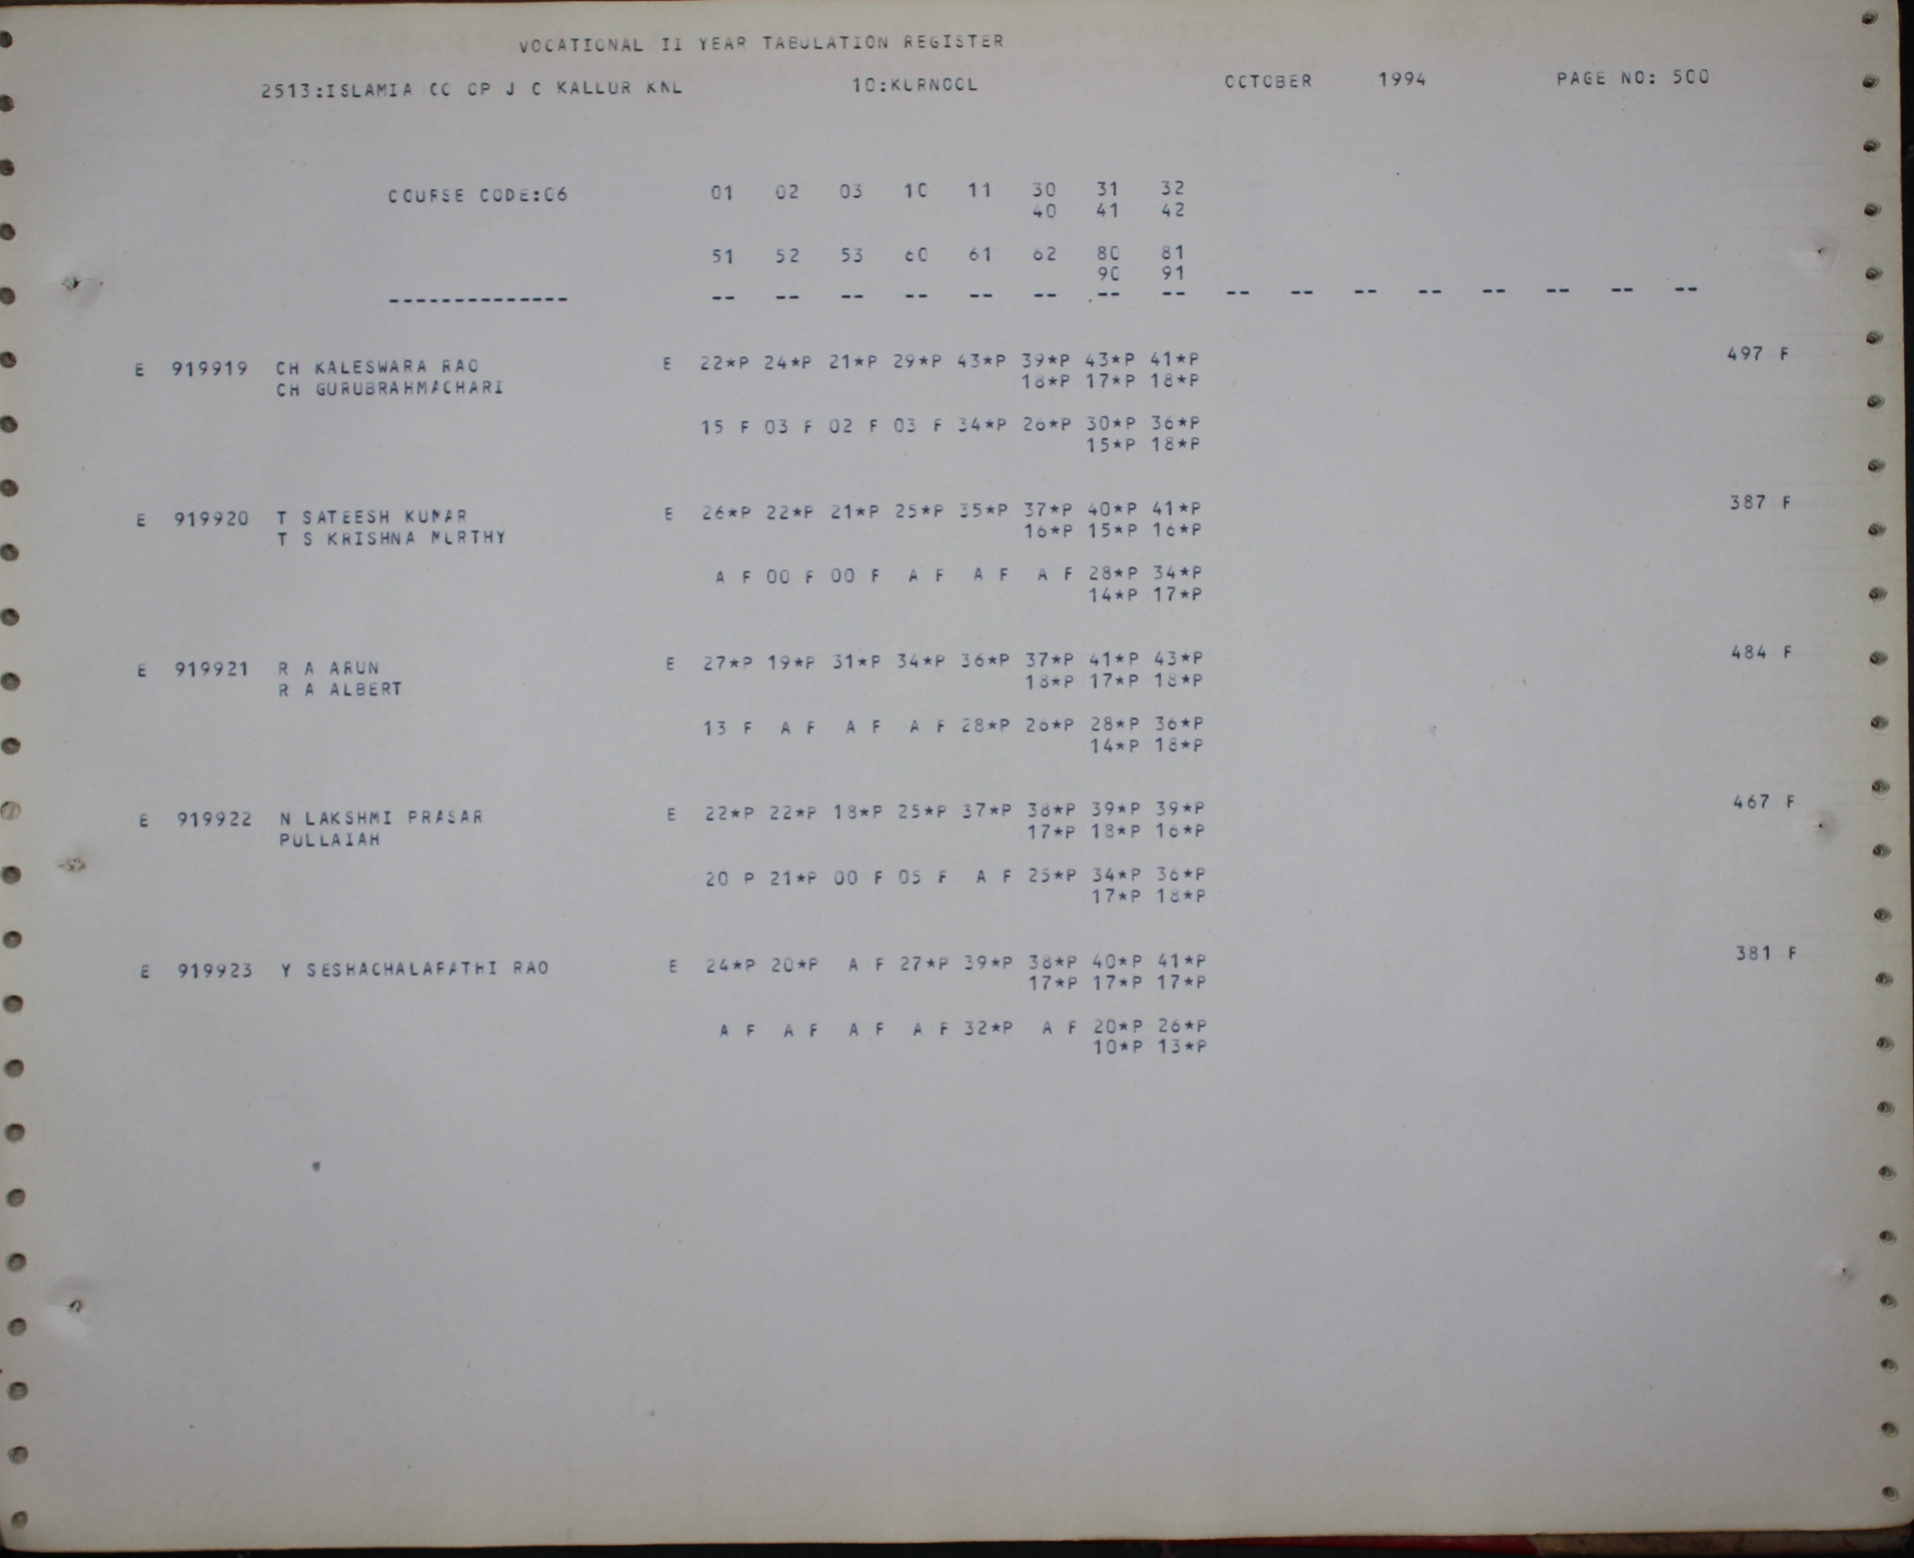 VOCATIONAL II YEAR TABULATION REGISTER
2513:ISLAMIA CO OP J C KALLUR KNL 10:KURNOOL OCTOBER 1994 PAGE NO: 500
COURSE CODE:06 01 02 03 10 11 30 31 32
40 41 42
51 52 53 60 61 62 80 81
90 91
-------------- -- -- -- -- -- -- -- -- -- -- -- -- -- -- -- --
E 919919 CH KALESWARA RAO E 22*P 24*P 21*P 29*P 43*P 39*P 43*P 41*P 497 F
CH GURUBRAHMACHARI 18*P 17*P 18*P
15 F 03 F 02 F 03 F 34*P 26*P 30*P 36*P
15*P 18*P
E 919920 T SATEESH KUMAR E 26*P 22*P 21*P 25*P 35*P 37*P 40*P 41*P 387 F
T S KRISHNA MURTHY 16*P 15*P 16*P
A F 00 F 00 F A F A F A F 28*P 34*P
14*P 17*P
E 919921 R A ARUN E 27*P 19*P 31*P 34*P 36*P 37*P 41*P 43*P 484 F
R A ALBERT 18*P 17*P 18*P
13 F A F A F A F 28*P 26*P 28*P 36*P
14*P 18*P
E 919922 N LAKSHMI PRASAR E 22*P 22*P 18*P 25*P 37*P 38*P 39*P 39*P 467 F
PULLAIAH 17*P 18*P 16*P
20 P 21*P 00 F 05 F A F 25*P 34*P 36*P
17*P 18*P
E 919923 Y SESHACHALAPATHI RAO E 24*P 20*P A F 27*P 39*P 38*P 40*P 41*P 381 F
17*P 17*P 17*P
A F A F A F A F 32*P A F 20*P 26*P
10*P 13*P